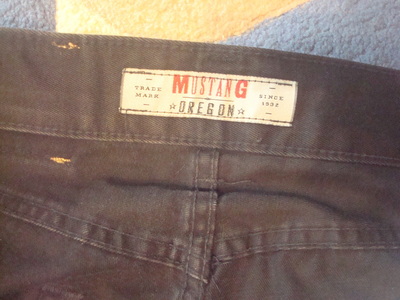 TRADE MARK
MUSTANG
SINCE 1932
☆OREGON☆